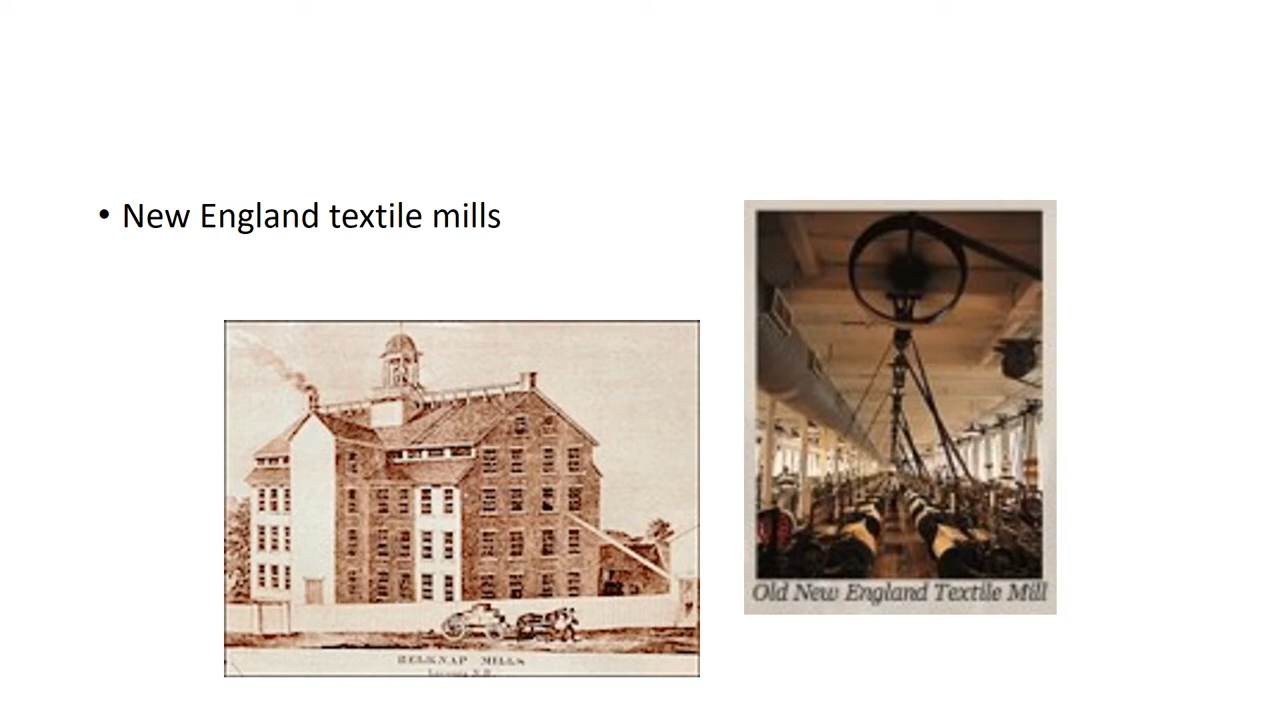 • New England textile mills
Old New England Textile Mill
BELKNAP MILLS